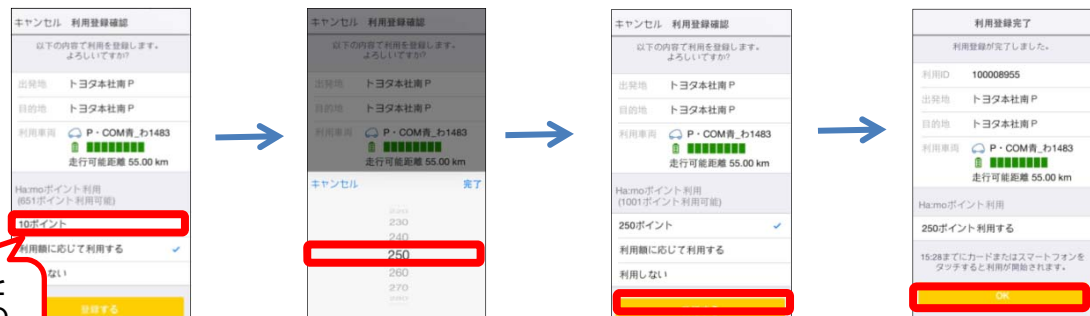 キャンセル 利用登録確認
以下の内容で利用を登録します。
よろしいですか?
出発地 トヨタ本社南P
目的地 トヨタ本社南P
利用車両 P・COM青_わ1483
走行可能距離 55.00 km
Ha:moポイント利用
(651ポイント利用可能)
10ポイント
利用額に応じて利用する
ない
登録する
キャンセル 利用登録確認
以下の内容で利用を登録します。
よろしいですか?
出発地 トヨタ本社南P
目的地 トヨタ本社南P
利用車両 P・COM青_わ1483
走行可能距離 55.00 km
キャンセル 完了
220
230
240
250
260
270
280
キャンセル 利用登録確認
以下の内容で利用を登録します。
よろしいですか?
出発地 トヨタ本社南P
目的地 トヨタ本社南P
利用車両 P・COM青_わ1483
走行可能距離 55.00 km
Ha:moポイント利用
(1001ポイント利用可能)
250ポイント
利用額に応じて利用する
利用しない
利用登録完了
利用登録が完了しました。
利用ID 100008955
出発地 トヨタ本社南P
目的地 トヨタ本社南P
利用車両 P・COM青_わ1483
走行可能距離 55.00 km
Ha:moポイント利用
250ポイント利用する
15:28までにカードまたはスマートフォンを
タッチすると利用が開始されます。
OK